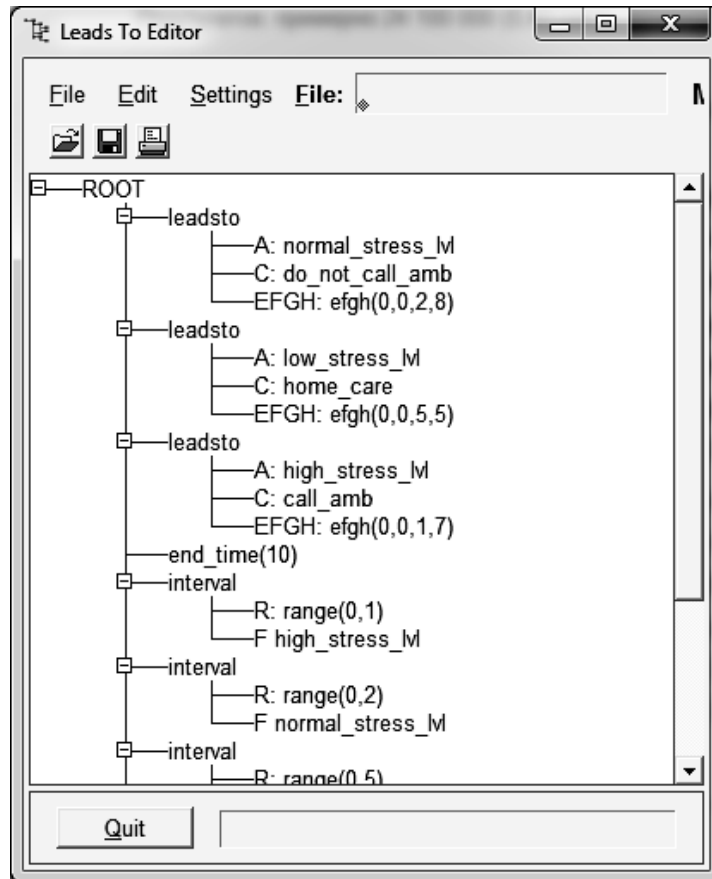 Leads To Editor
File Edit Settings File:
ROOT
leadsto
A: normal_stress_lvl
C: do_not_call_amb
EFGH: efgh(0,0,2,8)
leadsto
A: low_stress_lvl
C: home_care
EFGH: efgh(0,0,5,5)
leadsto
A: high_stress_lvl
C: call_amb
EFGH: efgh(0,0,1,7)
end_time(10)
interval
R: range(0,1)
F high_stress_lvl
interval
R: range(0,2)
F normal_stress_lvl
interval
R: range(0,5)
Quit